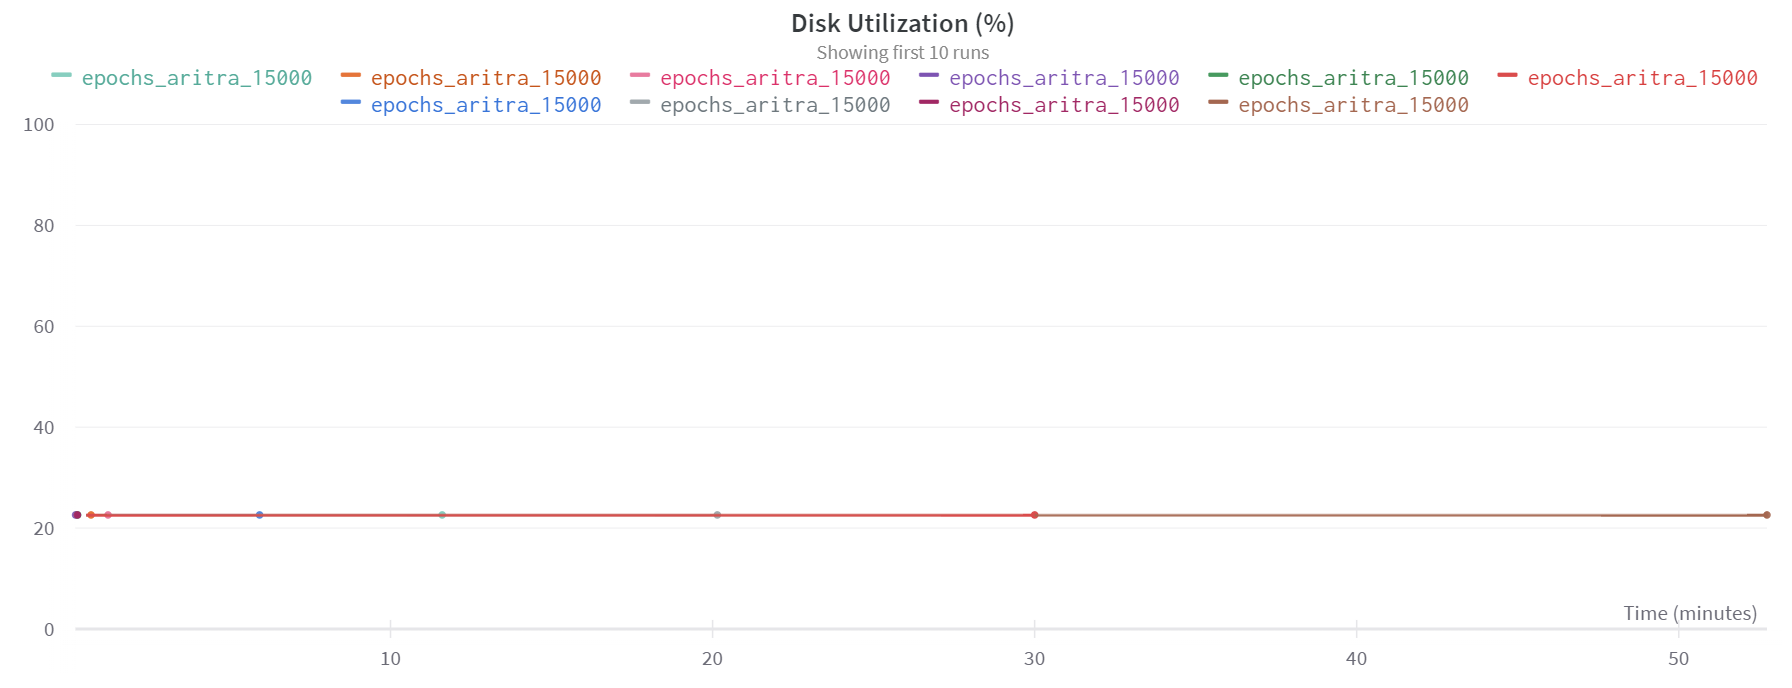 Disk Utilization (%)
Showing first 10 runs
epochs_aritra_15000 epochs_aritra_15000 epochs_aritra_15000 epochs_aritra_15000 epochs_aritra_15000 epochs_aritra_15000
epochs_aritra_15000 epochs_aritra_15000 epochs_aritra_15000 epochs_aritra_15000
100
80
60
40
20
0
Time (minutes)
10 20 30 40 50